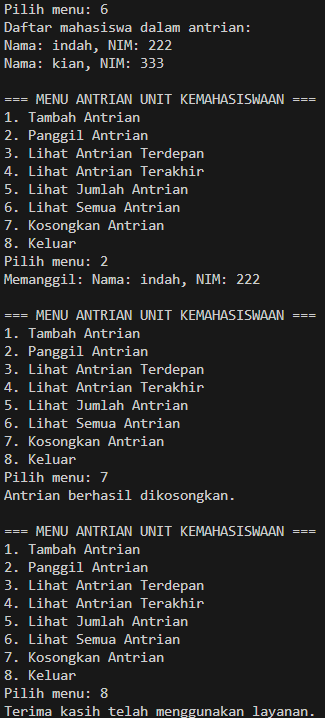 Pilih menu: 6
Daftar mahasiswa dalam antrian:
Nama: indah, NIM: 222
Nama: kian, NIM: 333
=== MENU ANTRIAN UNIT KEMAHASISWAAN ===
1. Tambah Antrian
2. Panggil Antrian
3. Lihat Antrian Terdepan
4. Lihat Antrian Terakhir
5. Lihat Jumlah Antrian
6. Lihat Semua Antrian
7. Kosongkan Antrian
8. Keluar
Pilih menu: 2
Memanggil: Nama: indah, NIM: 222
=== MENU ANTRIAN UNIT KEMAHASISWAAN ===
1. Tambah Antrian
2. Panggil Antrian
3. Lihat Antrian Terdepan
4. Lihat Antrian Terakhir
5. Lihat Jumlah Antrian
6. Lihat Semua Antrian
7. Kosongkan Antrian
8. Keluar
Pilih menu: 7
Antrian berhasil dikosongkan.
=== MENU ANTRIAN UNIT KEMAHASISWAAN ===
1. Tambah Antrian
2. Panggil Antrian
3. Lihat Antrian Terdepan
4. Lihat Antrian Terakhir
5. Lihat Jumlah Antrian
6. Lihat Semua Antrian
7. Kosongkan Antrian
8. Keluar
Pilih menu: 8
Terima kasih telah menggunakan layanan.